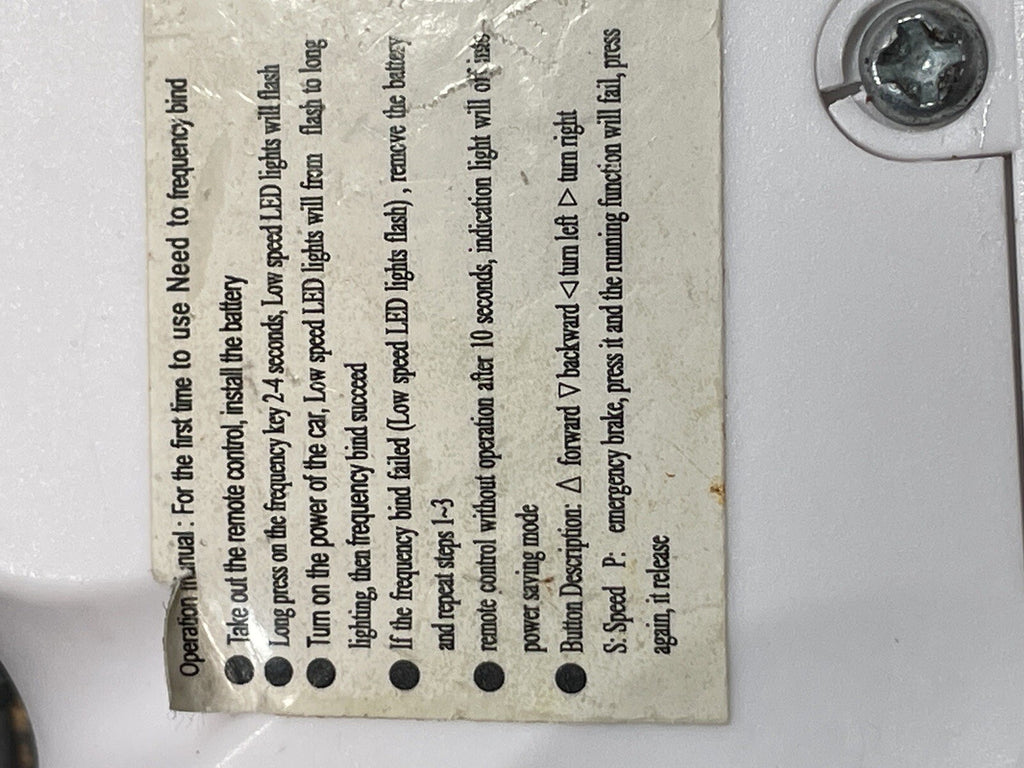 Operation manual : For the first time to use Need to frequency bind
● Take out the remote control, install the battery
● Long press on the frequency key 2-4 seconds, Low speed LED lights will flash
● Turn on the power of the car, Low speed LED lights will from flash to long
lighting, then frequency bind succeed
● If the frequency bind failed (Low speed LED lights flash) , remove the battery
and repeat steps 1~3
● remote control without operation after 10 seconds, indication light will off into
power saving mode
● Button Description: △ forward ▽ backward ◁ turn left ▷ turn right
S: Speed P: emergency brake, press it and the running function will fail, press
again, it release